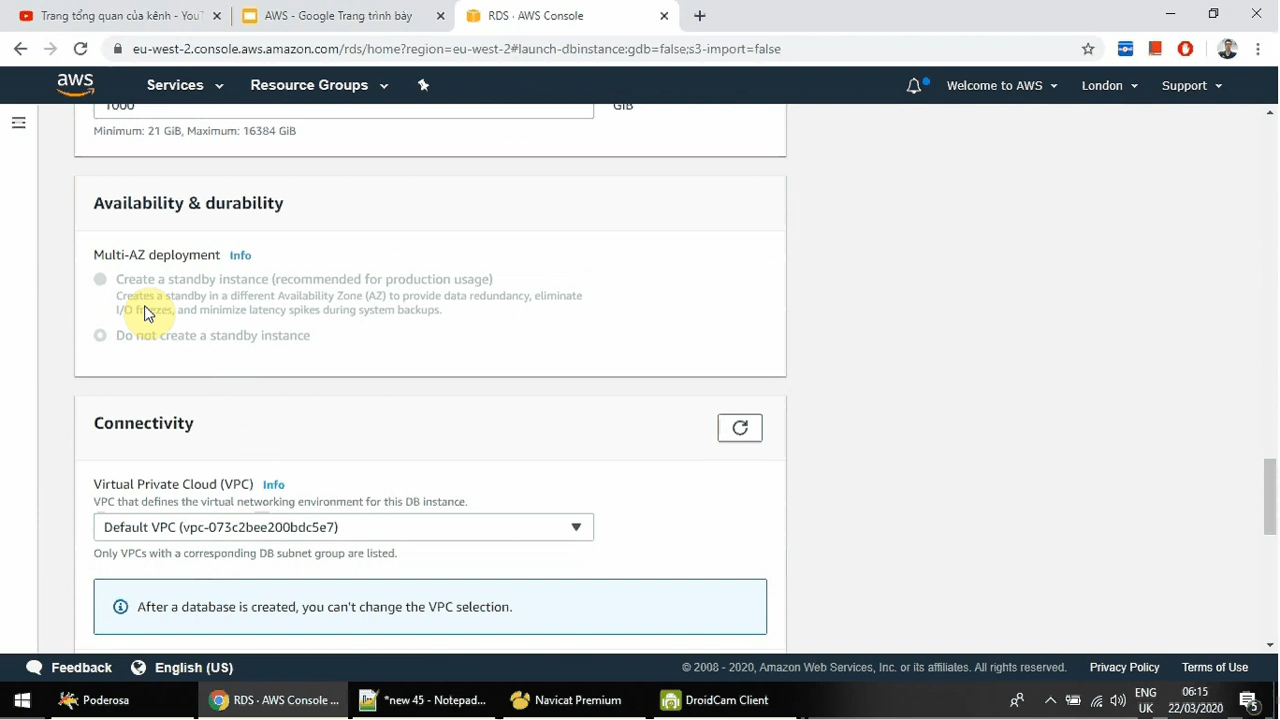 Trang tổng quan của kênh - YouT
AWS - Google Trang trình bày
RDS · AWS Console
eu-west-2.console.aws.amazon.com/rds/home?region=eu-west-2#launch-dbinstance:gdb=false;s3-import=false
aws
Services
Resource Groups
Welcome to AWS
London
Support
1000
GiB
Minimum: 21 GiB, Maximum: 16384 GiB
Availability & durability
Multi-AZ deployment Info
Create a standby instance (recommended for production usage)
Creates a standby in a different Availability Zone (AZ) to provide data redundancy, eliminate
I/O freezes, and minimize latency spikes during system backups.
Do not create a standby instance
Connectivity
Virtual Private Cloud (VPC) Info
VPC that defines the virtual networking environment for this DB instance.
Default VPC (vpc-073c2bee200bdc5e7)
Only VPCs with a corresponding DB subnet group are listed.
After a database is created, you can't change the VPC selection.
Feedback
English (US)
© 2008 - 2020, Amazon Web Services, Inc. or its affiliates. All rights reserved.
Privacy Policy
Terms of Use
Poderosa
RDS · AWS Console ...
*new 45 - Notepad...
Navicat Premium
DroidCam Client
ENG
UK
06:15
22/03/2020
5